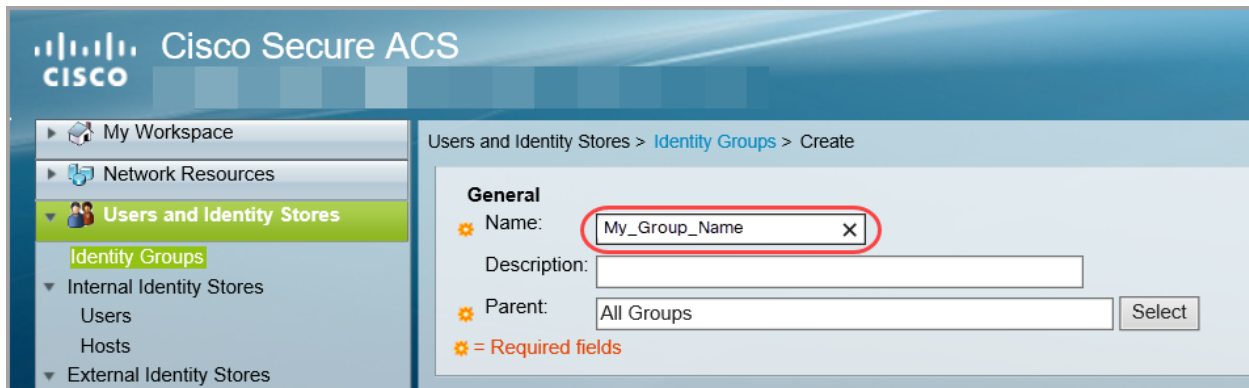 Cisco Secure ACS
CISCO
My Workspace
Network Resources
Users and Identity Stores
Identity Groups
Internal Identity Stores
Users
Hosts
External Identity Stores
Users and Identity Stores > Identity Groups > Create
General
Name: My_Group_Name
Description:
Parent: All Groups Select
= Required fields